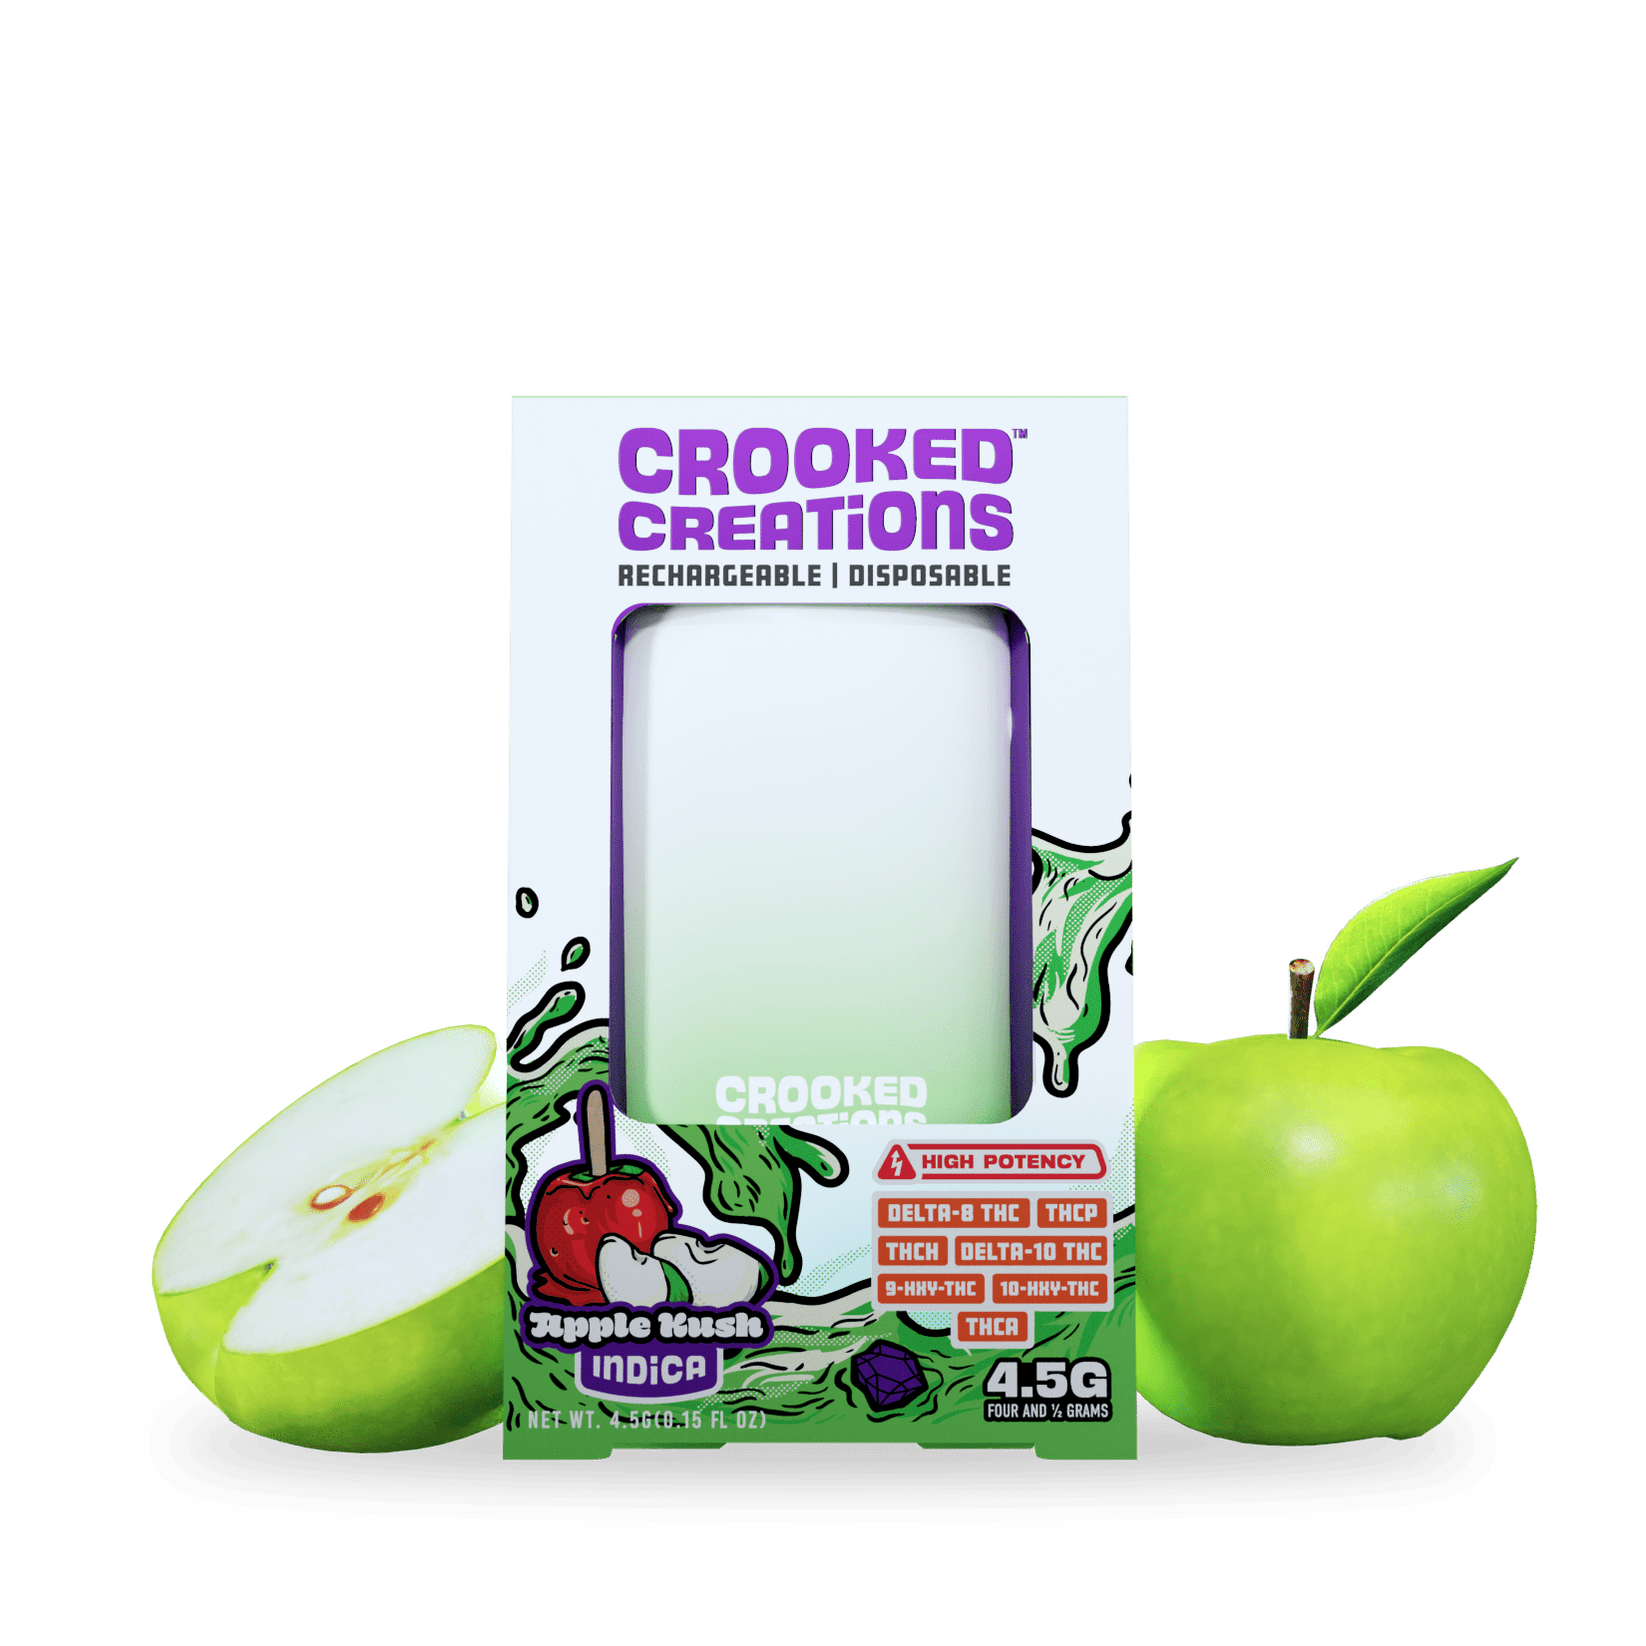 CROOKED™
CREATIONS
RECHARGEABLE | DISPOSABLE
CROOKED
CREATIONS
HIGH POTENCY
DELTA-8 THC THCP
THCH DELTA-10 THC
9-HXY-THC 10-HXY-THC
THCA
Apple Kush
INDICA
4.5G
FOUR AND ½ GRAMS
NET WT. 4.5G(0.15 FL OZ)